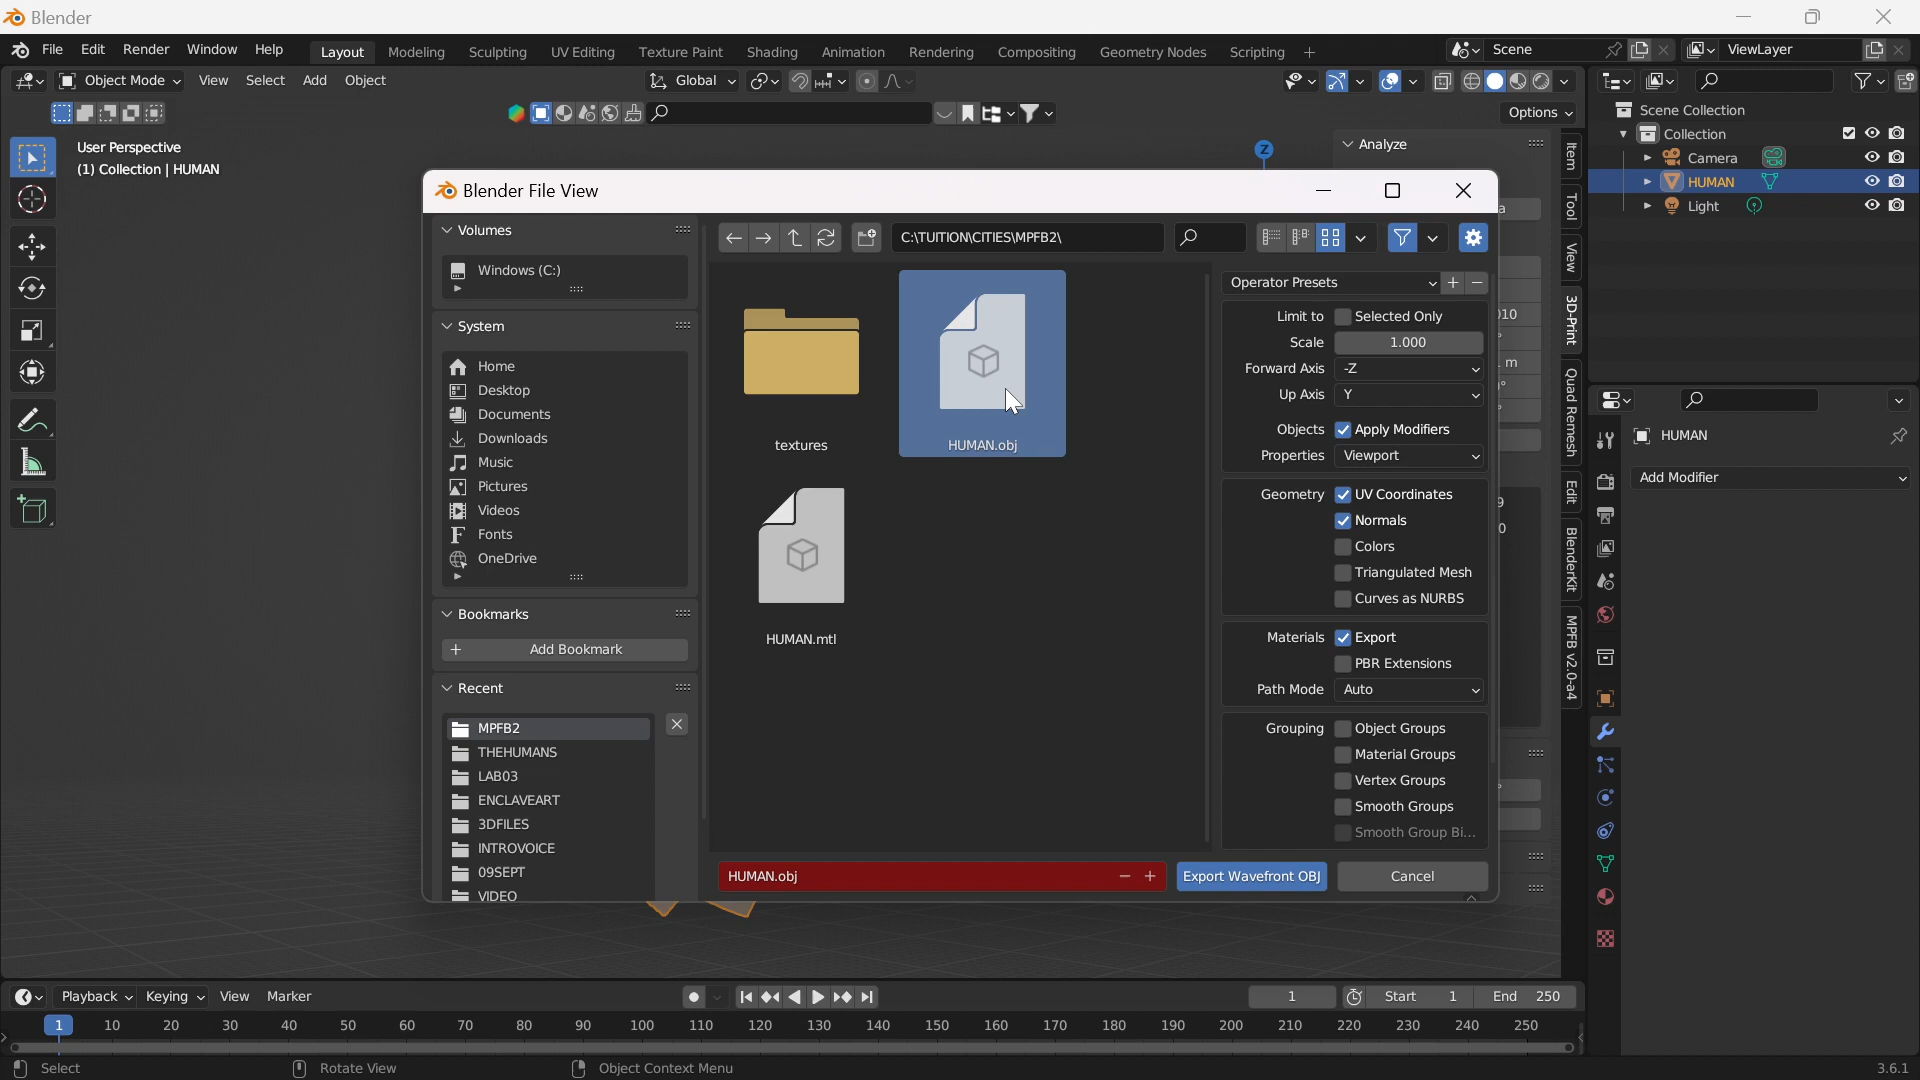 Blender
File Edit Render Window Help
Layout Modeling Sculpting UV Editing Texture Paint Shading Animation Rendering Compositing Geometry Nodes Scripting +
Scene
ViewLayer
Object Mode View Select Add Object
Global
Options
User Perspective
(1) Collection | HUMAN
Z
Analyze
Item
Tool
View
3D-Print
Quad Remesh
Edit
BlenderKit
MPFB v2.0-a4
Scene Collection
Collection
Camera
HUMAN
Light
HUMAN
Add Modifier
Blender File View
Volumes
Windows (C:)
System
Home
Desktop
Documents
Downloads
Music
Pictures
Videos
Fonts
OneDrive
Bookmarks
+ Add Bookmark
Recent
MPFB2
THEHUMANS
LAB03
ENCLAVEART
3DFILES
INTROVOICE
09SEPT
VIDEO
C:\TUITION\CITIES\MPFB2\
textures
HUMAN.obj
HUMAN.mtl
Operator Presets
Limit to Selected Only
Scale 1.000
Forward Axis -Z
Up Axis Y
Objects Apply Modifiers
Properties Viewport
Geometry UV Coordinates
Normals
Colors
Triangulated Mesh
Curves as NURBS
Materials Export
PBR Extensions
Path Mode Auto
Grouping Object Groups
Material Groups
Vertex Groups
Smooth Groups
Smooth Group Bi...
HUMAN.obj
Export Wavefront OBJ
Cancel
Playback Keying View Marker
1
Start 1
End 250
1 10 20 30 40 50 60 70 80 90 100 110 120 130 140 150 160 170 180 190 200 210 220 230 240 250
Select
Rotate View
Object Context Menu
3.6.1